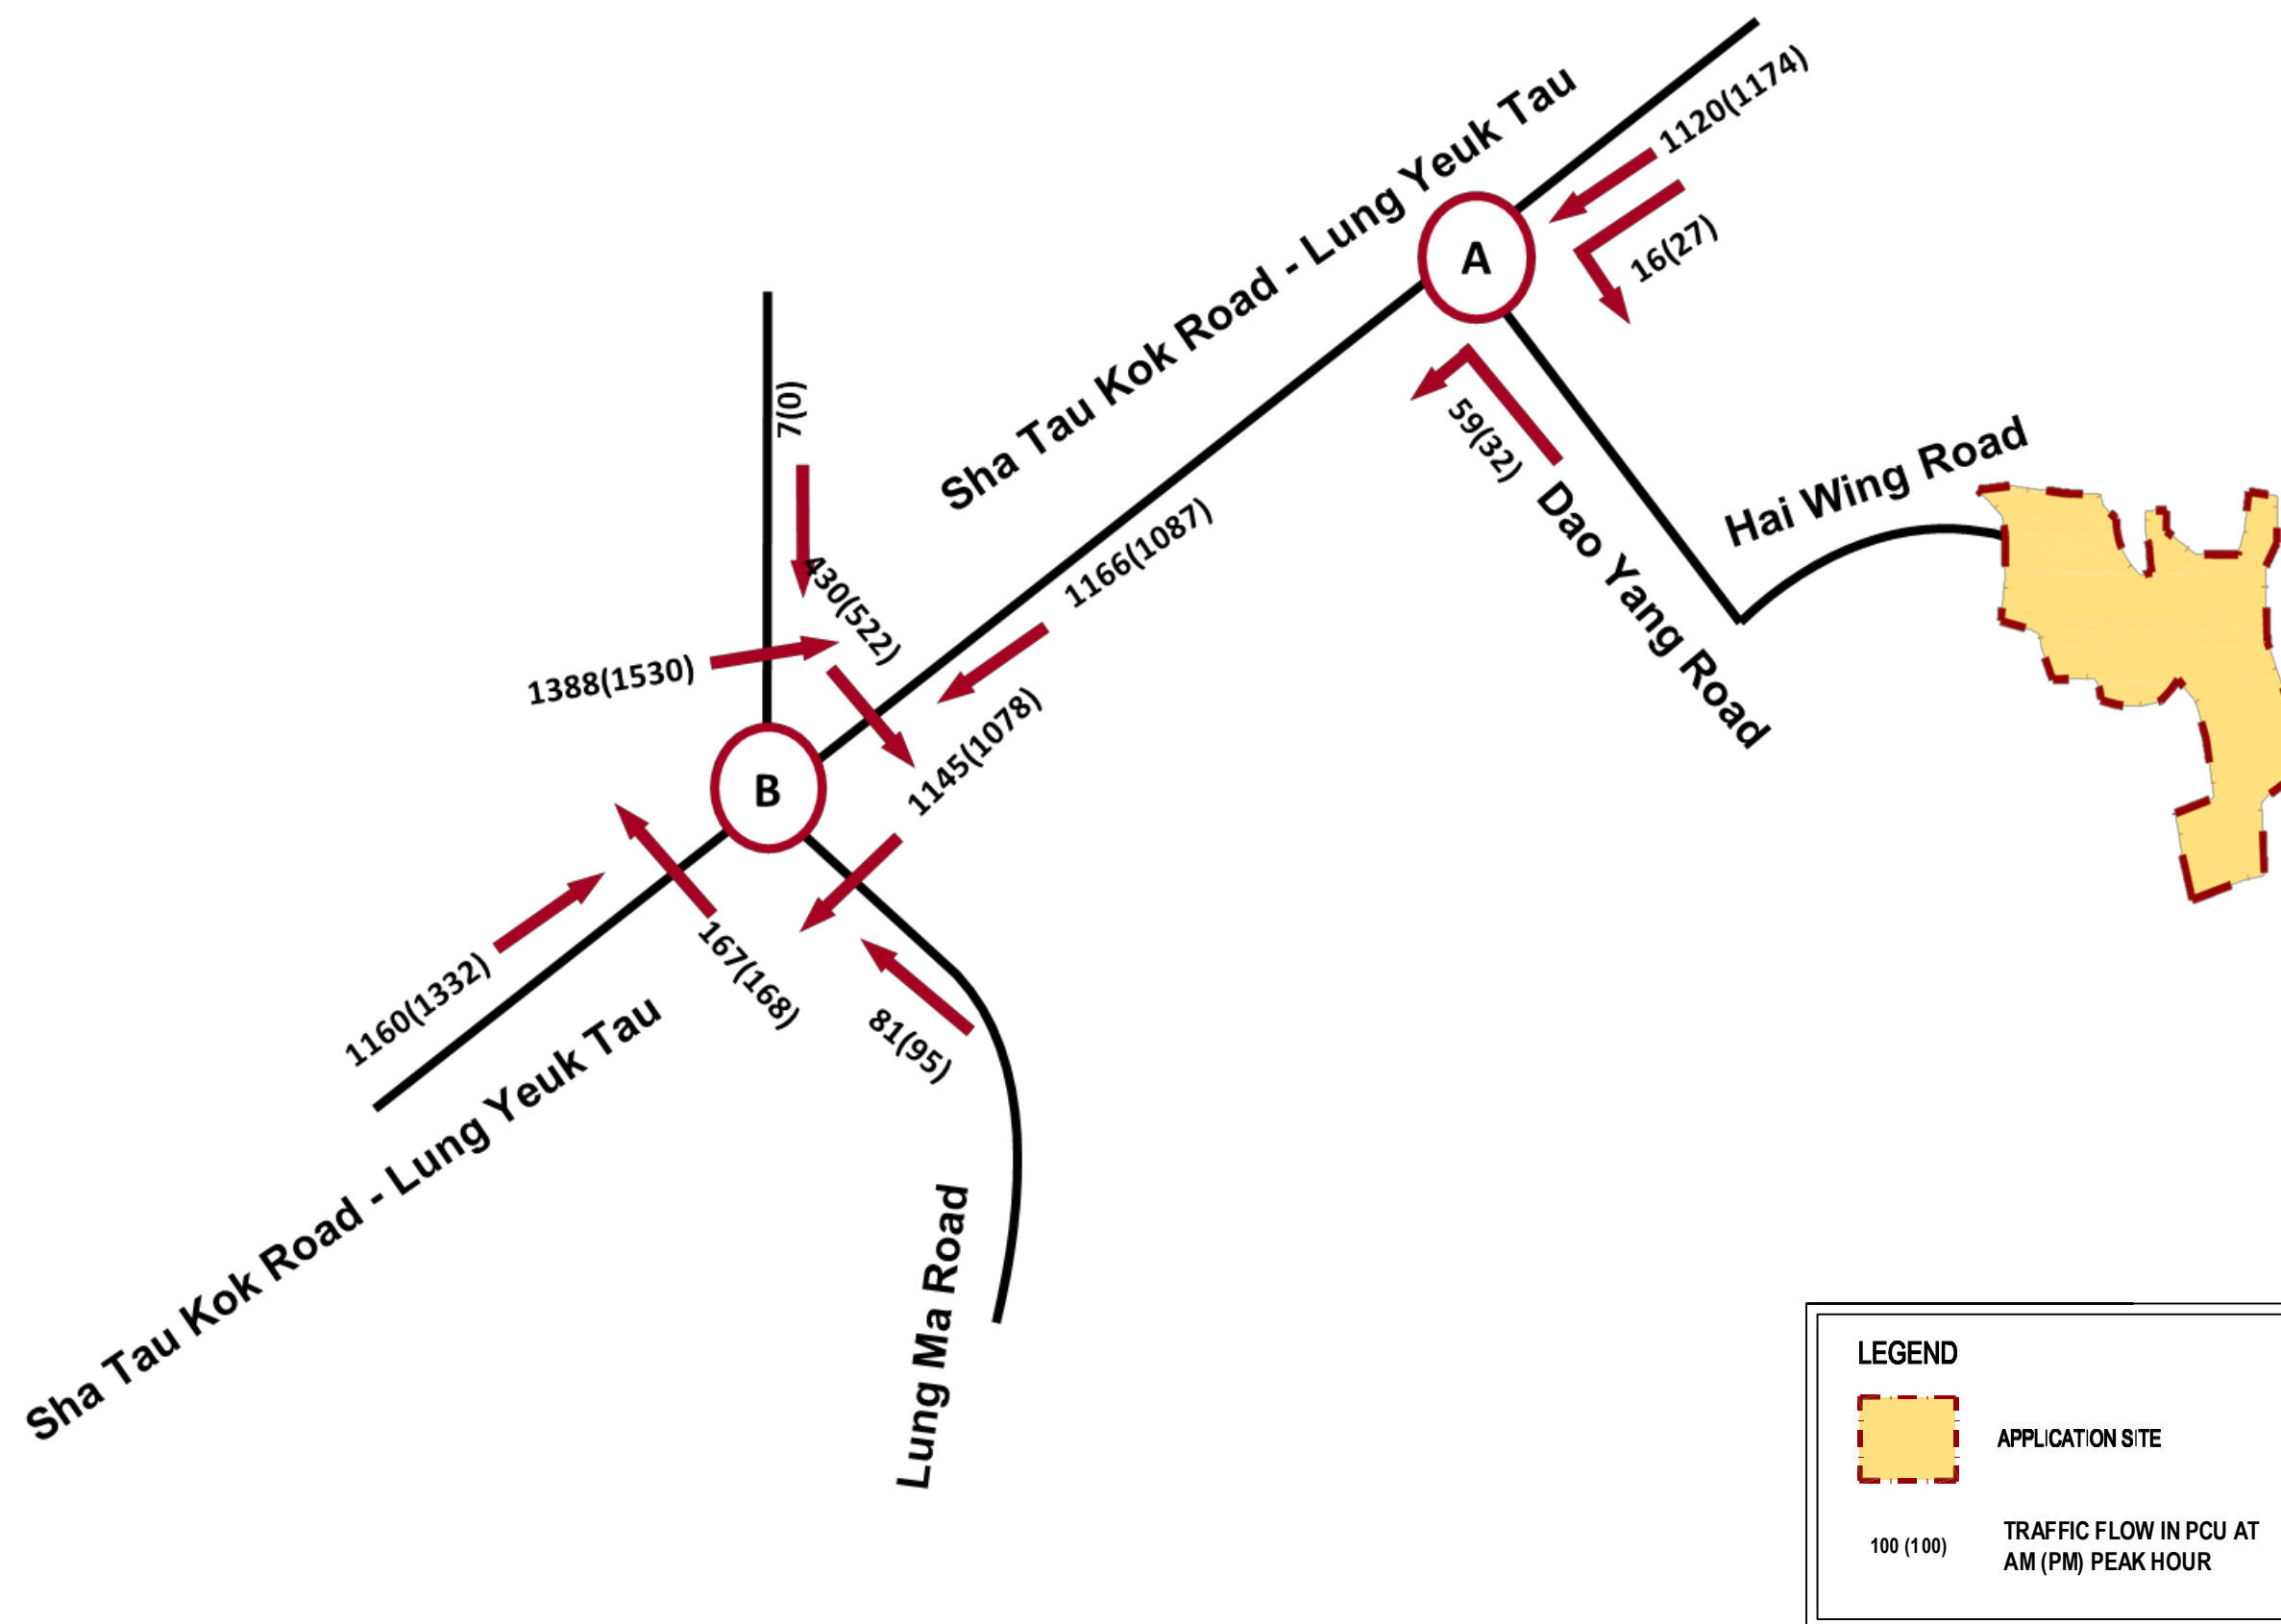 1120(1174)
Sha Tau Kok Road - Lung Yeuk Tau
A
16(27)
7(0)
59(32)
Hai Wing Road
Dao Yang Road
1166(1087)
430(522)
1388(1530)
1145(1078)
B
1160(1332)
167(168)
81(95)
Sha Tau Kok Road - Lung Yeuk Tau
Lung Ma Road
LEGEND
APPLICATION SITE
100 (100)
TRAFFIC FLOW IN PCU AT
AM (PM) PEAK HOUR